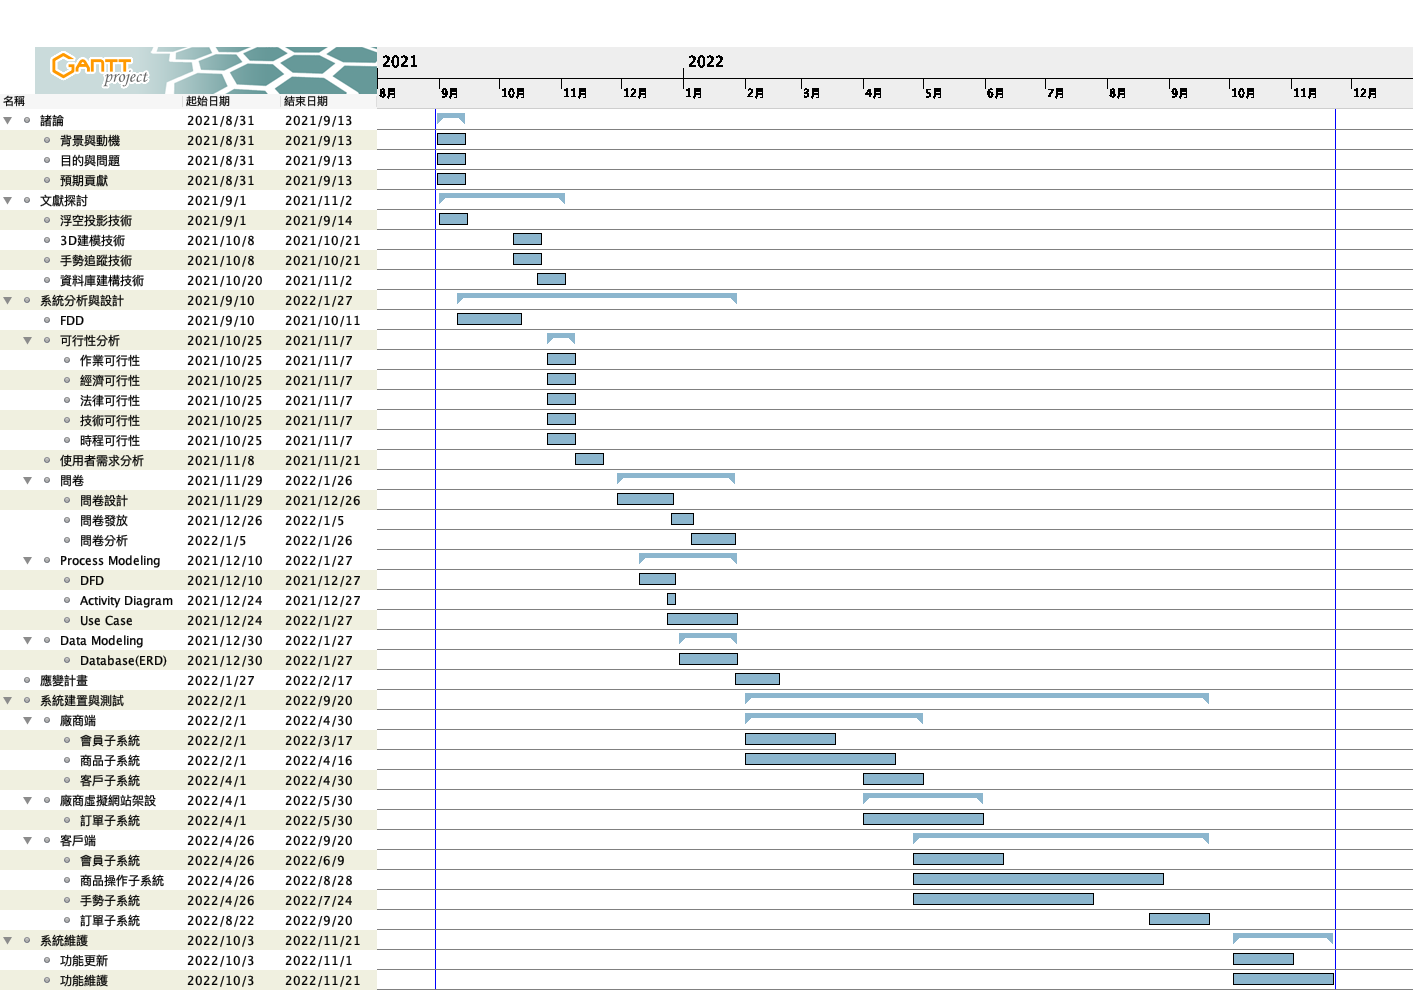 GANTT
project
2021 2022
8月 9月 10月 11月 12月 1月 2月 3月 4月 5月 6月 7月 8月 9月 10月 11月 12月
名稱 起始日期 結束日期
諸論 2021/8/31 2021/9/13
背景與動機 2021/8/31 2021/9/13
目的與問題 2021/8/31 2021/9/13
預期貢獻 2021/8/31 2021/9/13
文獻探討 2021/9/1 2021/11/2
浮空投影技術 2021/9/1 2021/9/14
3D建模技術 2021/10/8 2021/10/21
手勢追蹤技術 2021/10/8 2021/10/21
資料庫建構技術 2021/10/20 2021/11/2
系統分析與設計 2021/9/10 2022/1/27
FDD 2021/9/10 2021/10/11
可行性分析 2021/10/25 2021/11/7
作業可行性 2021/10/25 2021/11/7
經濟可行性 2021/10/25 2021/11/7
法律可行性 2021/10/25 2021/11/7
技術可行性 2021/10/25 2021/11/7
時程可行性 2021/10/25 2021/11/7
使用者需求分析 2021/11/8 2021/11/21
問卷 2021/11/29 2022/1/26
問卷設計 2021/11/29 2021/12/26
問卷發放 2021/12/26 2022/1/5
問卷分析 2022/1/5 2022/1/26
Process Modeling 2021/12/10 2022/1/27
DFD 2021/12/10 2021/12/27
Activity Diagram 2021/12/24 2021/12/27
Use Case 2021/12/24 2022/1/27
Data Modeling 2021/12/30 2022/1/27
Database(ERD) 2021/12/30 2022/1/27
應變計畫 2022/1/27 2022/2/17
系統建置與測試 2022/2/1 2022/9/20
廠商端 2022/2/1 2022/4/30
會員子系統 2022/2/1 2022/3/17
商品子系統 2022/2/1 2022/4/16
客戶子系統 2022/4/1 2022/4/30
廠商虛擬網站架設 2022/4/1 2022/5/30
訂單子系統 2022/4/1 2022/5/30
客戶端 2022/4/26 2022/9/20
會員子系統 2022/4/26 2022/6/9
商品操作子系統 2022/4/26 2022/8/28
手勢子系統 2022/4/26 2022/7/24
訂單子系統 2022/8/22 2022/9/20
系統維護 2022/10/3 2022/11/21
功能更新 2022/10/3 2022/11/1
功能維護 2022/10/3 2022/11/21